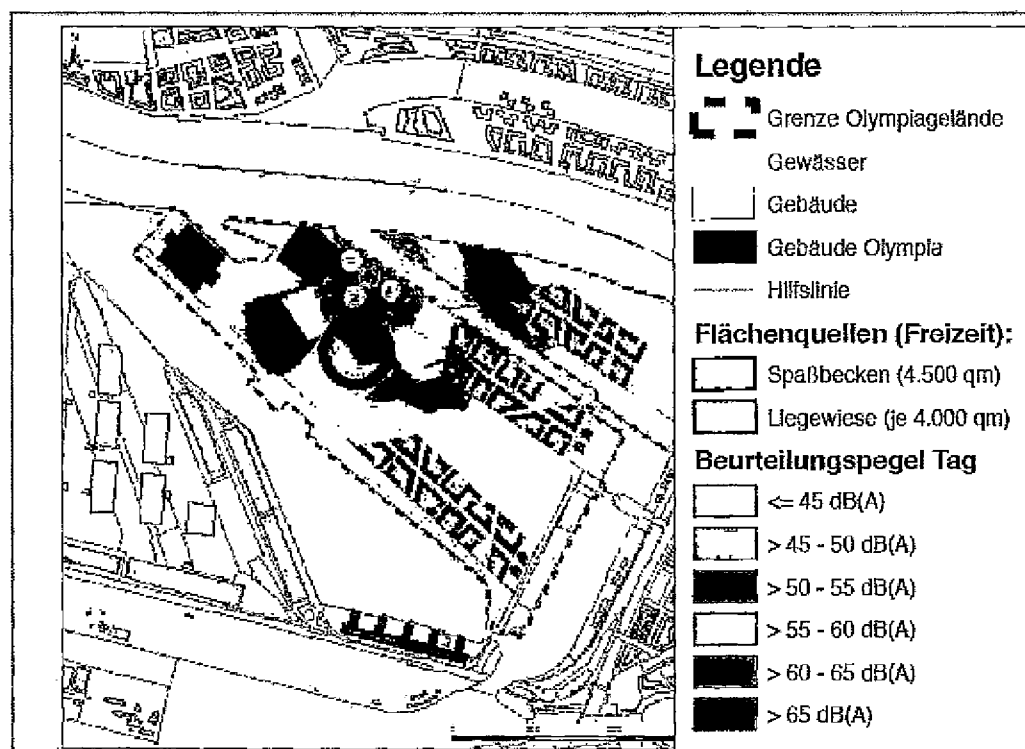 Legende
Grenze Olympiagelände
Gewässer
Gebäude
Gebäude Olympia
Hilfslinie
Flächenquellen (Freizeit):
Spaßbecken (4.500 qm)
Liegewiese (je 4.000 qm)
Beurteilungspegel Tag
<= 45 dB(A)
> 45 - 50 dB(A)
> 50 - 55 dB(A)
> 55 - 60 dB(A)
> 60 - 65 dB(A)
> 65 dB(A)